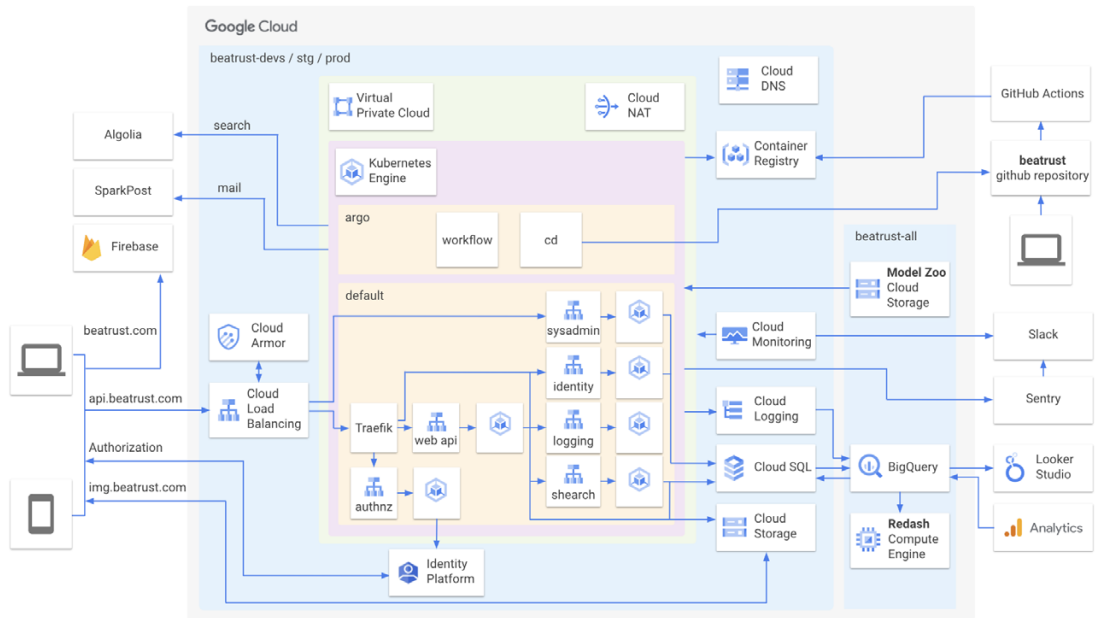 Google Cloud
beatrust-devs / stg / prod
Virtual
Private Cloud
Cloud
NAT
Cloud
DNS
GitHub Actions
Algolia
search
Kubernetes
Engine
Container
Registry
beatrust
github repository
SparkPost
mail
argo
workflow
cd
Firebase
beatrust-all
Model Zoo
Cloud
Storage
default
beatrust.com
Cloud
Armor
sysadmin
Cloud
Monitoring
Slack
identity
api.beatrust.com
Cloud
Load
Balancing
Traefik
web api
logging
Cloud
Logging
Sentry
Authorization
Cloud SQL
BigQuery
Looker
Studio
img.beatrust.com
authnz
shearch
Cloud
Storage
Redash
Compute
Engine
Analytics
Identity
Platform